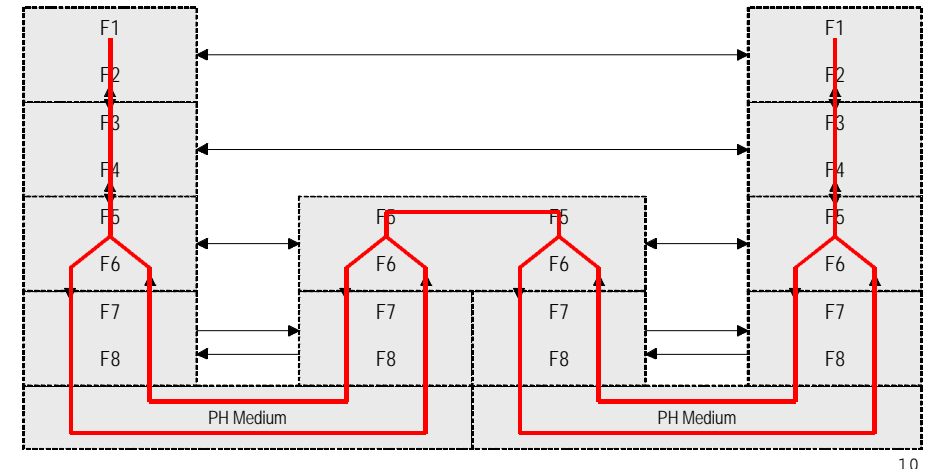 F1 F1
F2 F2
F3 F3
F4 F4
F5 F5 F5 F5
F6 F6 F6 F6
F7 F7 F7 F7
F8 F8 F8 F8
PH Medium PH Medium
10